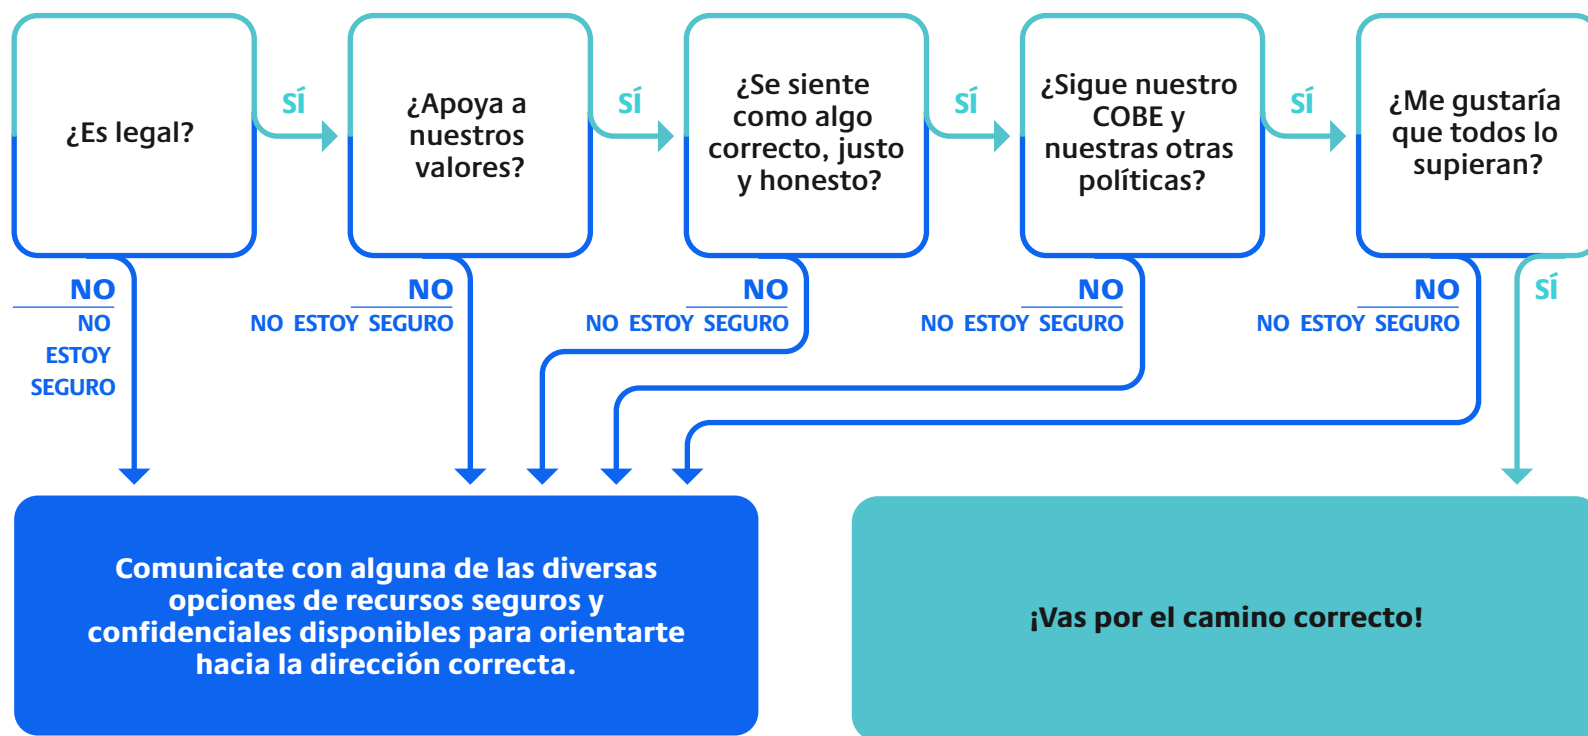 ¿Es legal?
SÍ
¿Apoya a
nuestros
valores?
SÍ
¿Se siente
como algo
correcto, justo
y honesto?
SÍ
¿Sigue nuestro
COBE y
nuestras otras
políticas?
SÍ
¿Me gustaría
que todos lo
supieran?
NO
NO
ESTOY
SEGURO
NO
NO ESTOY SEGURO
NO
NO ESTOY SEGURO
NO
NO ESTOY SEGURO
NO
NO ESTOY SEGURO
SÍ
Comunicate con alguna de las diversas
opciones de recursos seguros y
confidenciales disponibles para orientarte
hacia la dirección correcta.
¡Vas por el camino correcto!